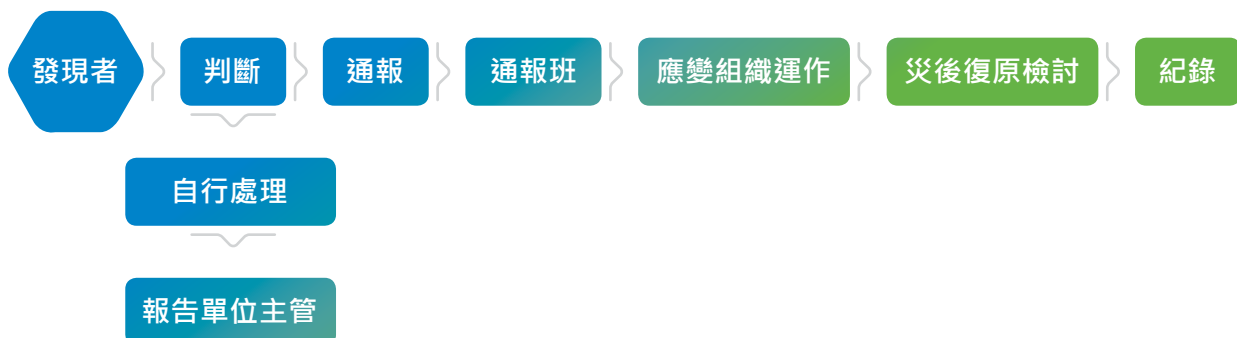 發現者
判斷
通報
通報班
應變組織運作
災後復原檢討
紀錄
自行處理
報告單位主管